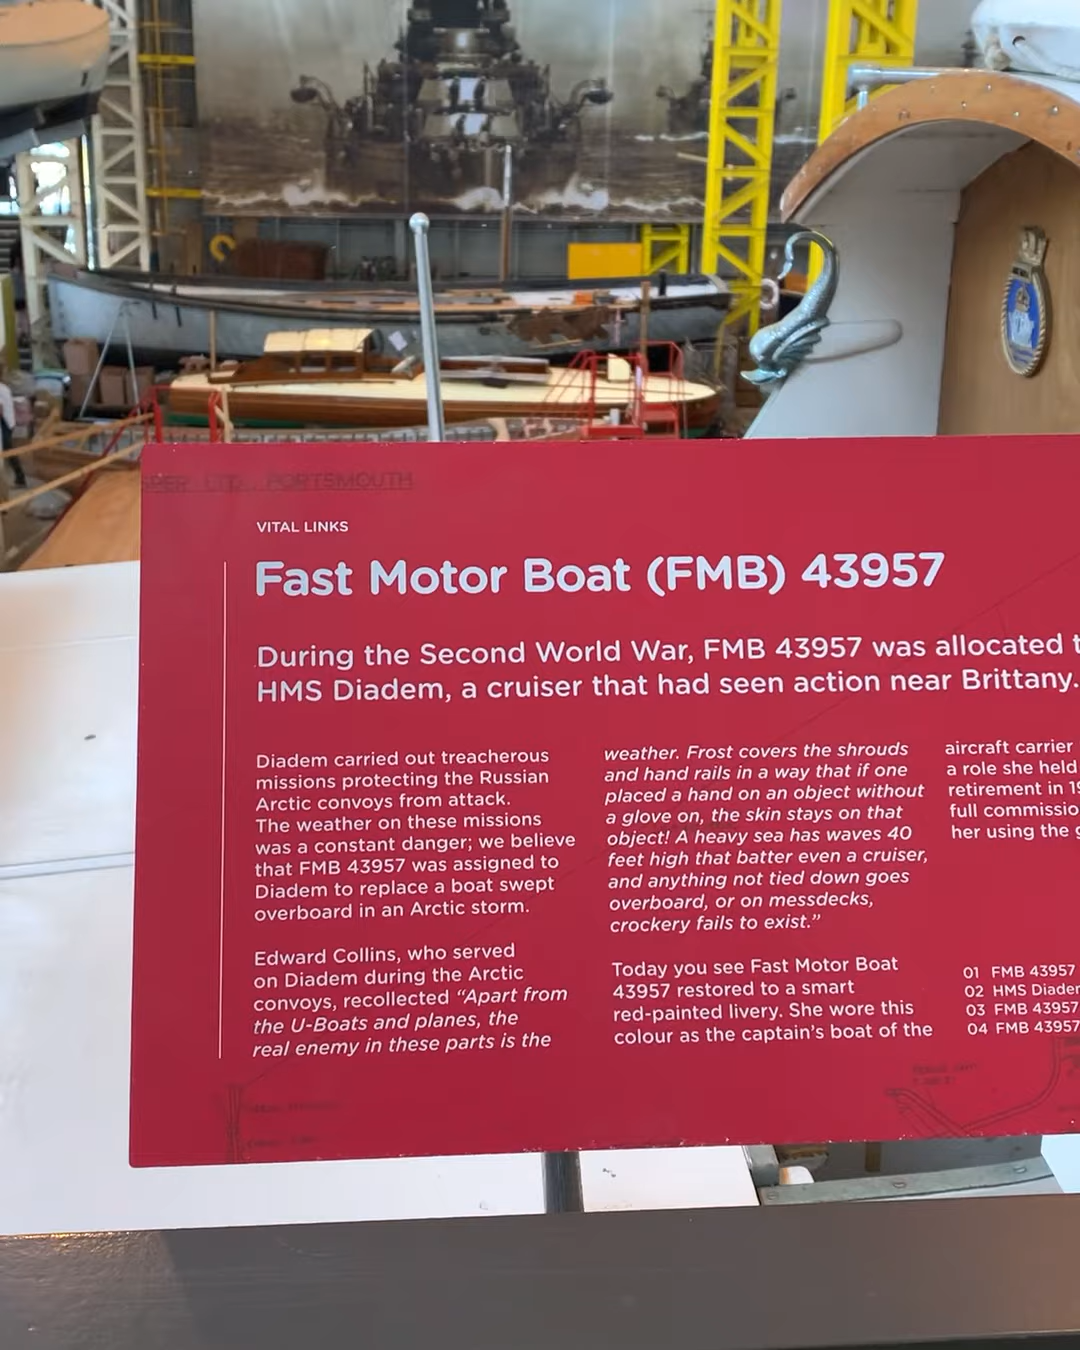 LTD., PORTSMOUTH
VITAL LINKS
Fast Motor Boat (FMB) 43957
During the Second World War, FMB 43957 was allocated
HMS Diadem, a cruiser that had seen action near Brittany.
Diadem carried out treacherous
missions protecting the Russian
Arctic convoys from attack.
The weather on these missions
was a constant danger; we believe
that FMB 43957 was assigned to
Diadem to replace a boat swept
overboard in an Arctic storm.
Edward Collins, who served
on Diadem during the Arctic
convoys, recollected “Apart from
the U-Boats and planes, the
real enemy in these parts is the
weather. Frost covers the shrouds
and hand rails in a way that if one
placed a hand on an object without
a glove on, the skin stays on that
object! A heavy sea has waves 40
feet high that batter even a cruiser,
and anything not tied down goes
overboard, or on messdecks,
crockery fails to exist.”
Today you see Fast Motor Boat
43957 restored to a smart
red-painted livery. She wore this
colour as the captain’s boat of the
aircraft carrier
a role she held
retirement in
full
her using the
01 FMB 43957
02 HMS
03 FMB 43957
04 FMB 43957